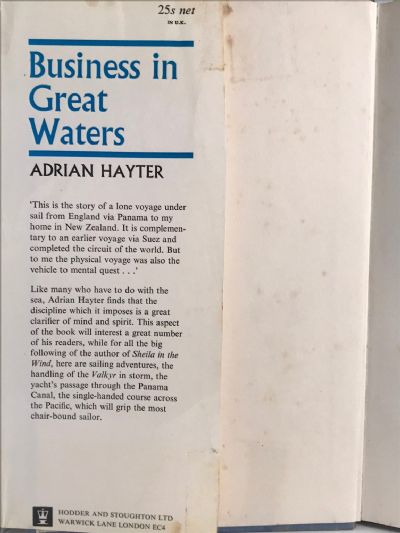 25s net
IN U.K.
Business in
Great
Waters
ADRIAN HAYTER
'This is the story of a lone voyage under
sail from England via Panama to my
home in New Zealand. It is complemen-
tary to an earlier voyage via Suez and
completed the circuit of the world. But
to me the physical voyage was also the
vehicle to mental quest . . .'
Like many who have to do with the
sea, Adrian Hayter finds that the
discipline which it imposes is a great
clarifier of mind and spirit. This aspect
of the book will interest a great number
of his readers, while for all the big
following of the author of Sheila in the
Wind, here are sailing adventures, the
handling of the Valkyr in storm, the
yacht's passage through the Panama
Canal, the single-handed course across
the Pacific, which will grip the most
chair-bound sailor.
HODDER AND STOUGHTON LTD
WARWICK LANE LONDON EC4